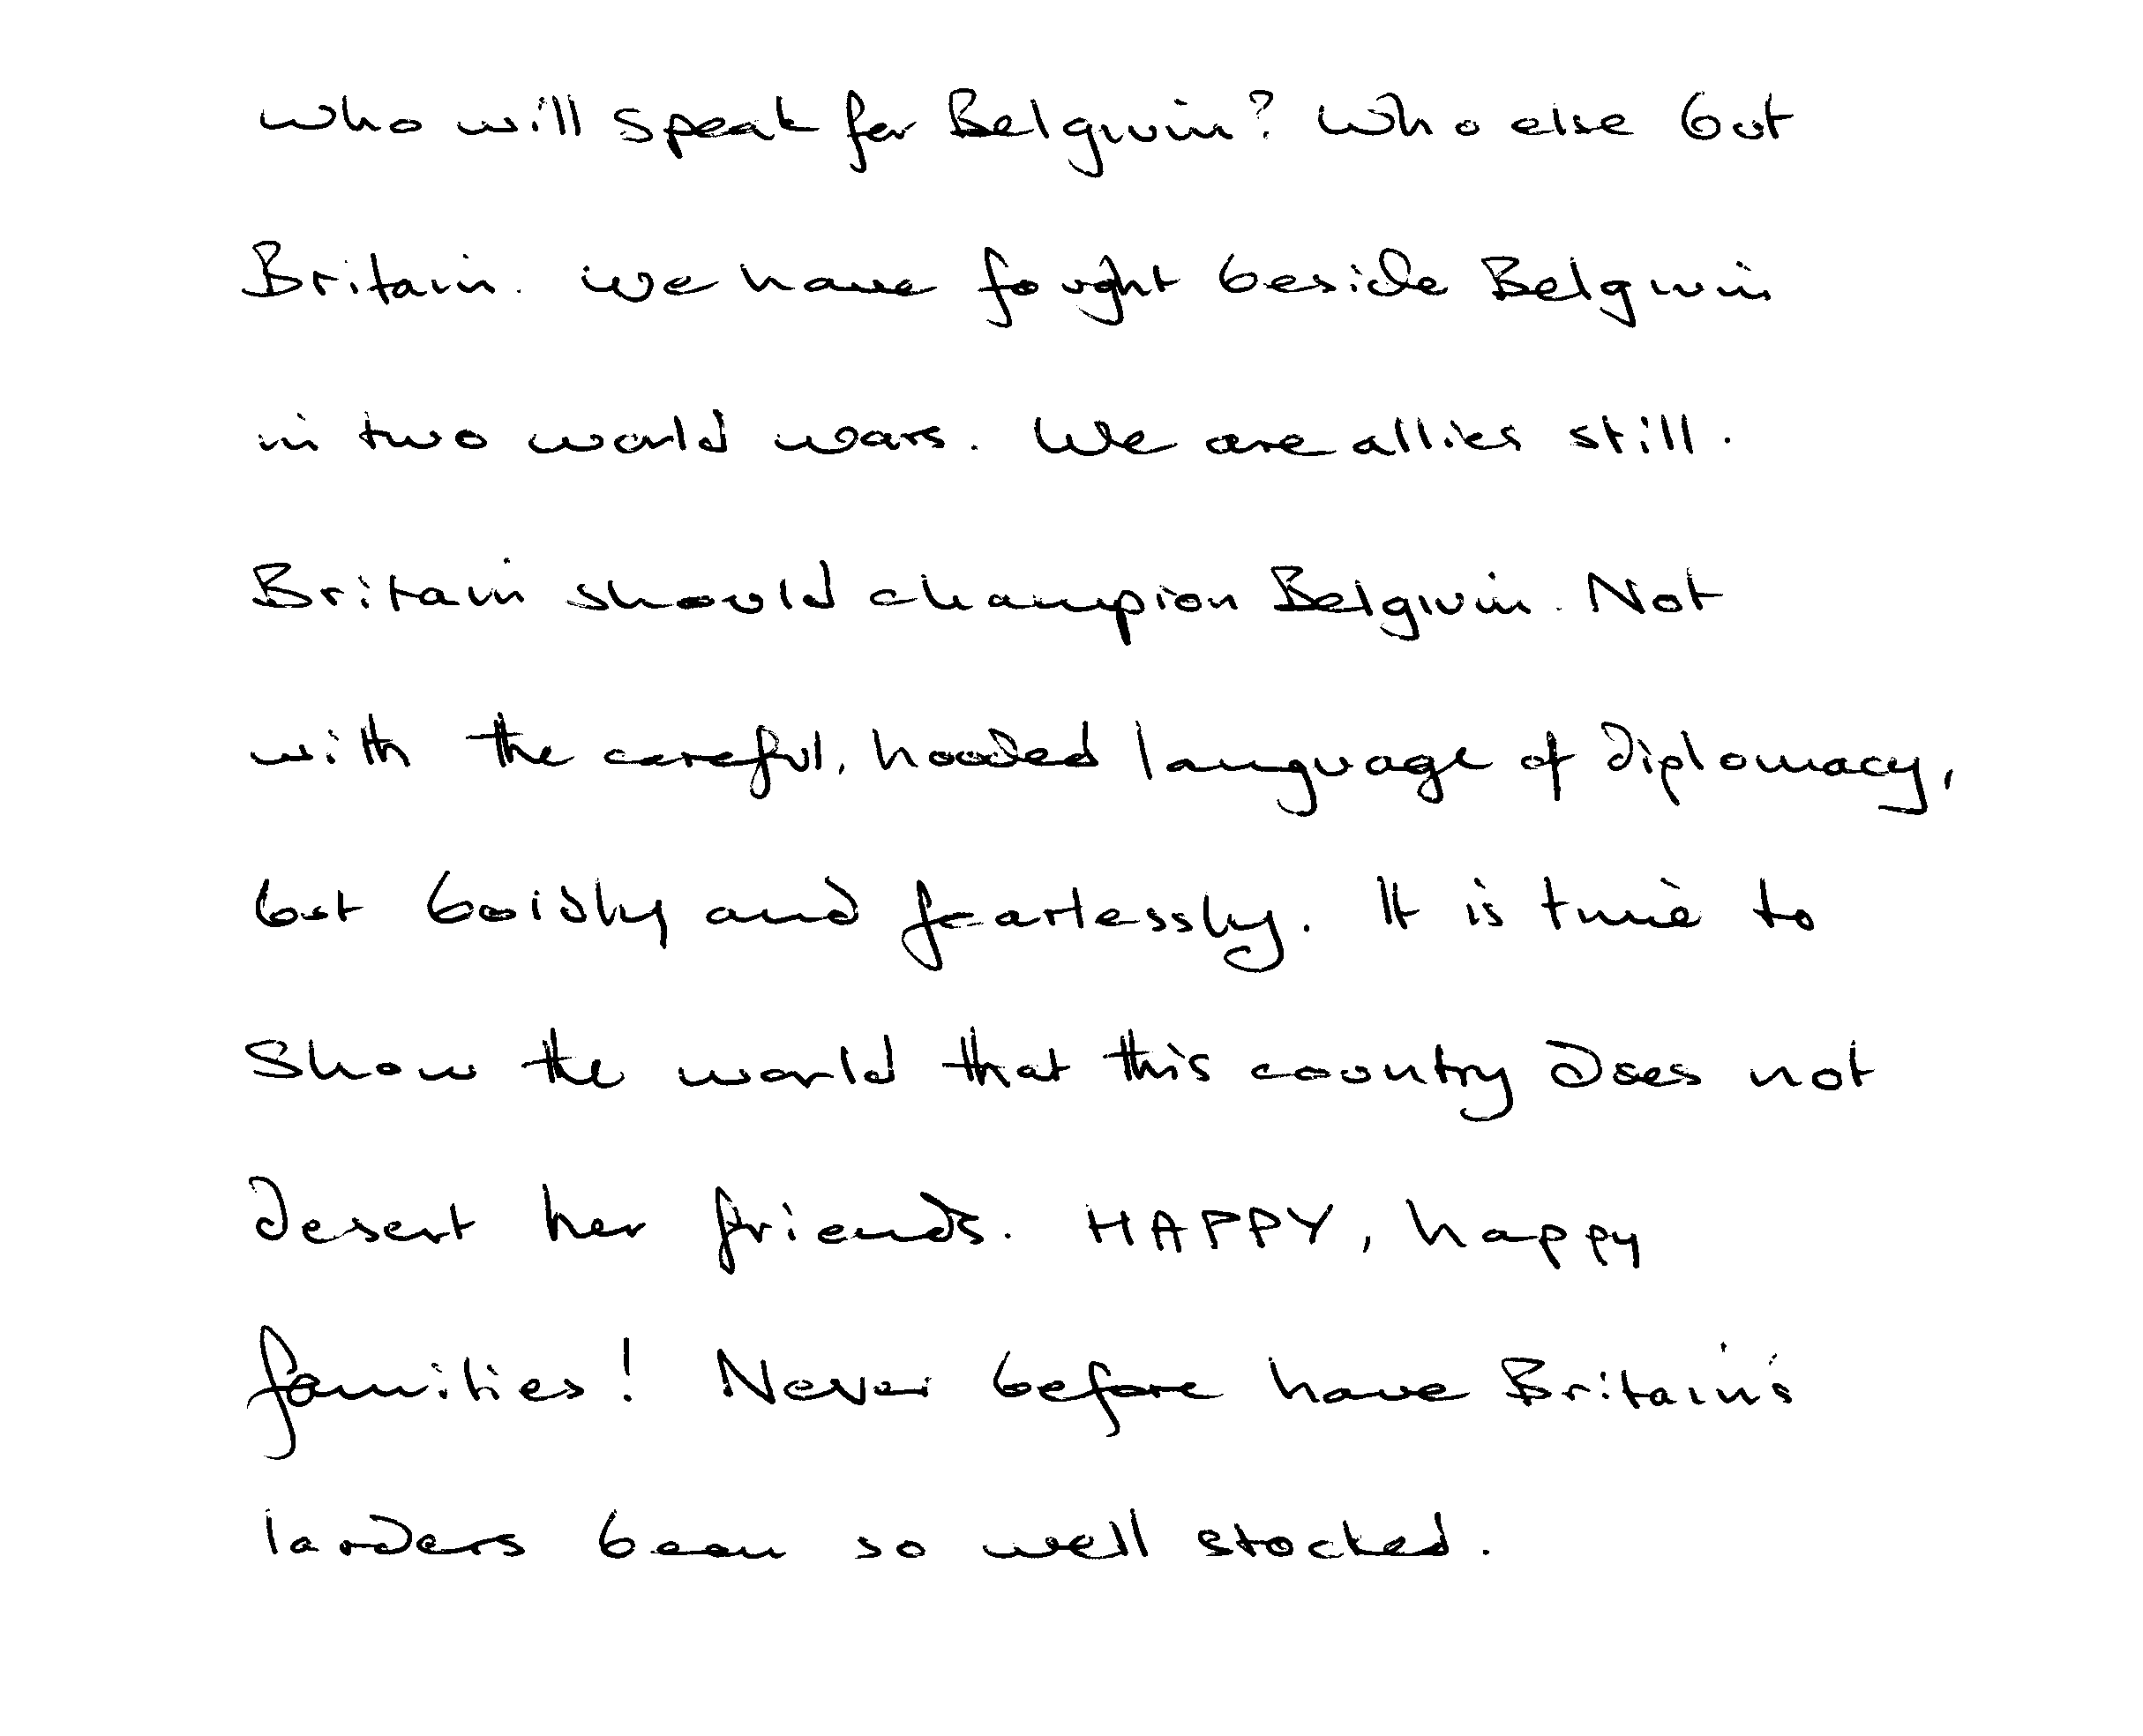 Who will speak for Belgium? Who else but
Britain. We have fought beside Belgium
in two world wars. We are allies still.
Britain should champion Belgium. Not
with the careful, hooded language of diplomacy,
but boldly and fearlessly. It is time to
show the world that this country does not
desert her friends. HAPPY, happy
families! Never before have Britain's
larders been so well stocked.